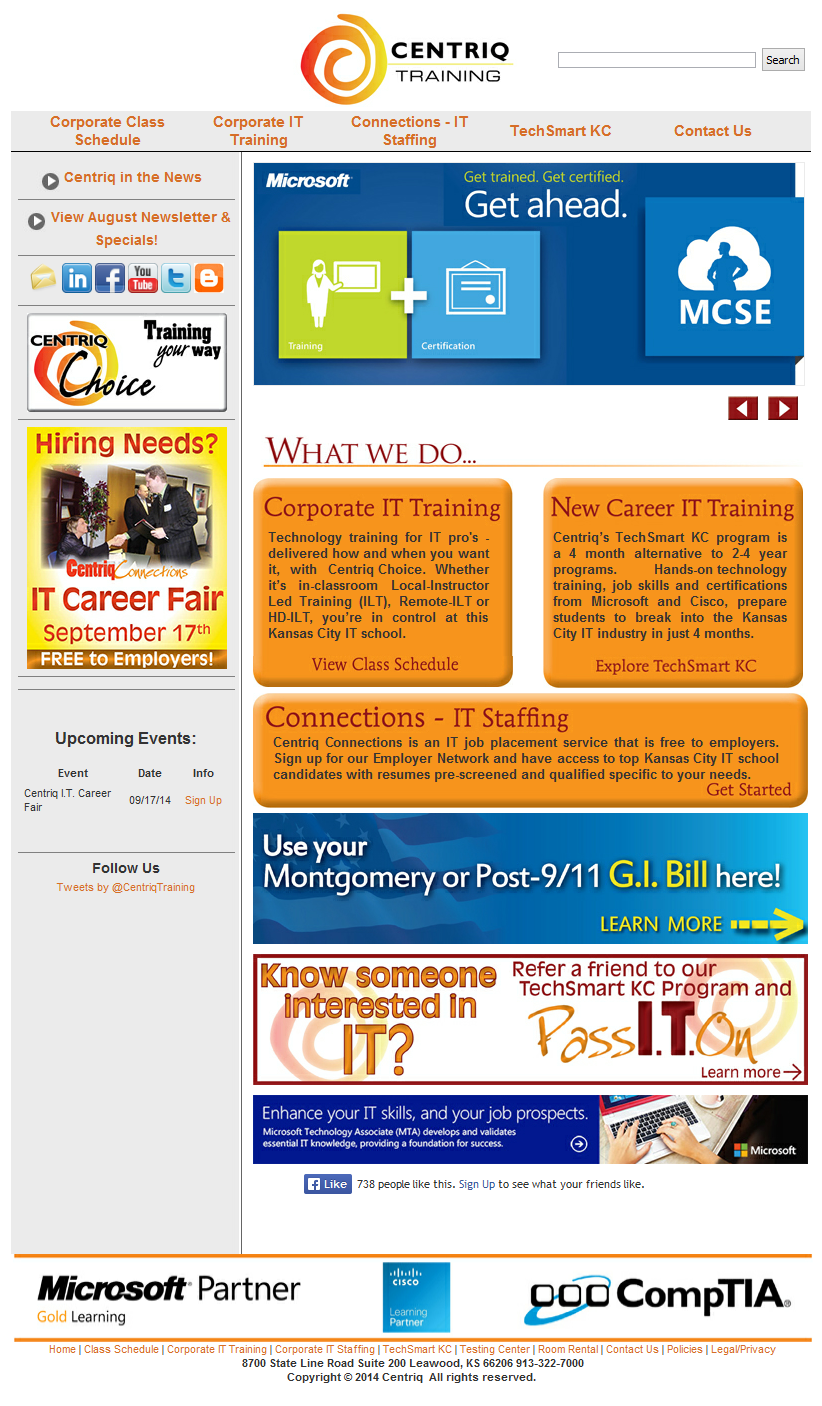 CENTRIQ
TRAINING
Search
Corporate Class
Schedule
Corporate IT
Training
Connections - IT
Staffing
TechSmart KC
Contact Us
Centriq in the News
View August Newsletter &
Specials!
in
f
You
Tube
t
CENTRIQ
Choice
Training
your way
Hiring Needs?
CentriqConnections
IT Career Fair
September 17th
FREE to Employers!
Upcoming Events:
Event Date Info
Centriq I.T. Career
Fair
09/17/14 Sign Up
Follow Us
Tweets by @CentriqTraining
Microsoft
Get trained. Get certified.
Get ahead.
Training
+
Certification
MCSE
WHAT WE DO...
Corporate IT Training
Technology training for IT pro's -
delivered how and when you want
it, with Centriq Choice. Whether
it's in-classroom Local-Instructor
Led Training (ILT), Remote-ILT or
HD-ILT, you're in control at this
Kansas City IT school.
View Class Schedule
New Career IT Training
Centriq's TechSmart KC program is
a 4 month alternative to 2-4 year
programs. Hands-on technology
training, job skills and certifications
from Microsoft and Cisco, prepare
students to break into the Kansas
City IT industry in just 4 months.
Explore TechSmart KC
Connections - IT Staffing
Centriq Connections is an IT job placement service that is free to employers.
Sign up for our Employer Network and have access to top Kansas City IT school
candidates with resumes pre-screened and qualified specific to your needs.
Get Started
Use your
Montgomery or Post-9/11 G.I. Bill here!
LEARN MORE
Know someone
interested in
IT?
Refer a friend to our
TechSmart KC Program and
Pass I.T. On
Learn more
Enhance your IT skills, and your job prospects.
Microsoft Technology Associate (MTA) develops and validates
essential IT knowledge, providing a foundation for success.
Microsoft
Like 738 people like this. Sign Up to see what your friends like.
Microsoft Partner
Gold Learning
CISCO
Learning
Partner
CompTIA.
Home | Class Schedule | Corporate IT Training | Corporate IT Staffing | TechSmart KC | Testing Center | Room Rental | Contact Us | Policies | Legal/Privacy
8700 State Line Road Suite 200 Leawood, KS 66206 913-322-7000
Copyright © 2014 Centriq All rights reserved.